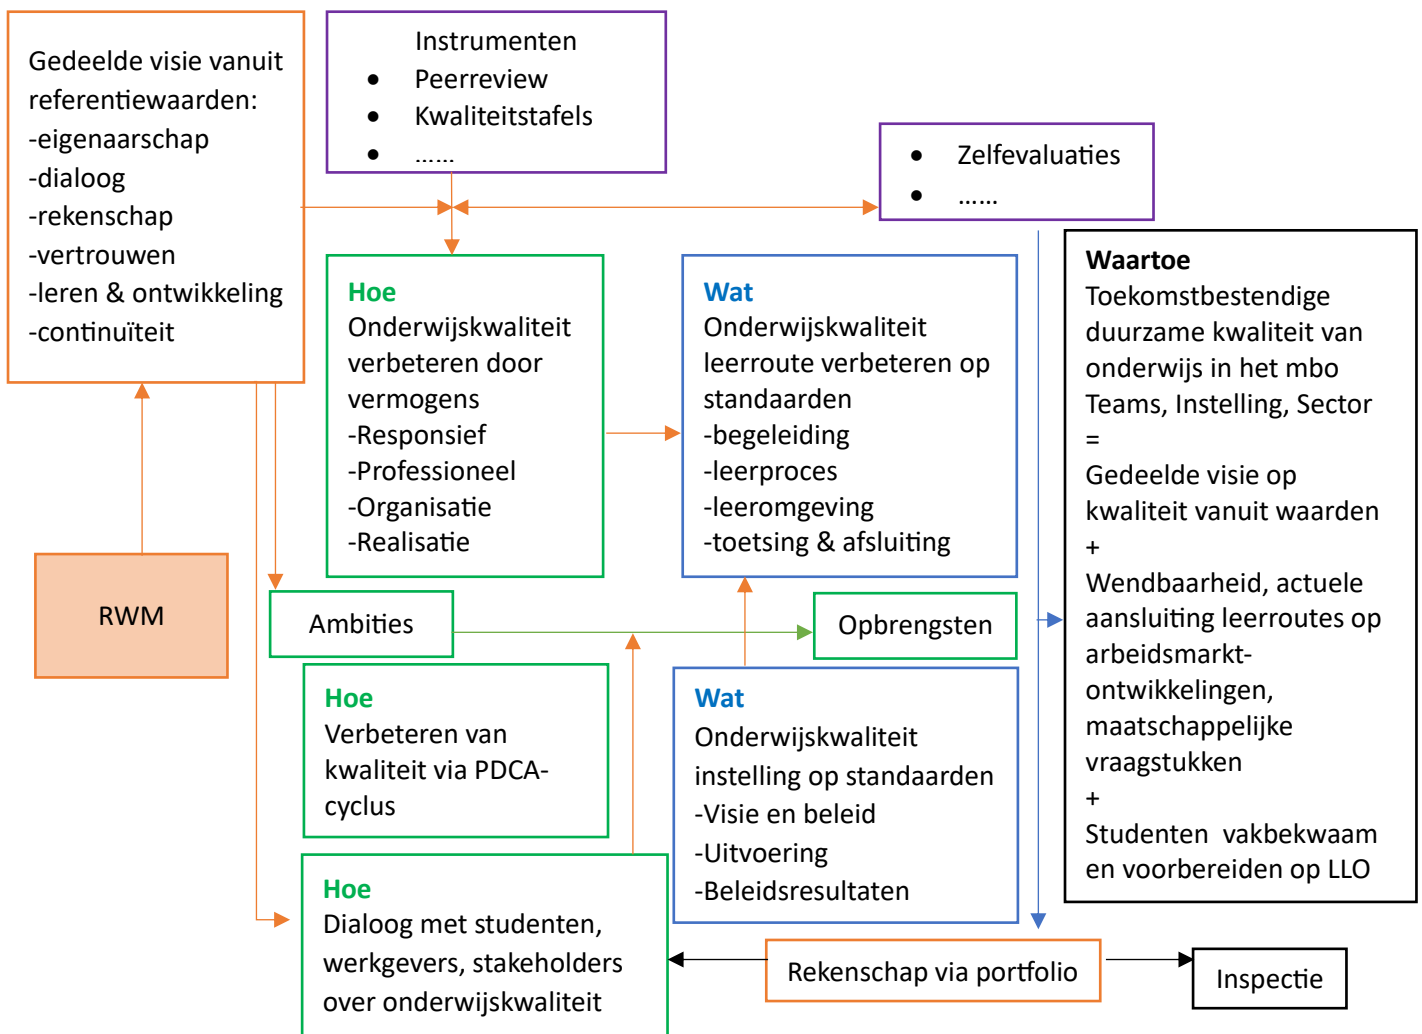 Gedeelde visie vanuit
referentiewaarden:
-eigenaarschap
-dialoog
-rekenschap
-vertrouwen
-leren & ontwikkeling
-continuïteit
Instrumenten
• Peerreview
• Kwaliteitstafels
• ......
• Zelfevaluaties
• ......
Hoe
Onderwijskwaliteit
verbeteren door
vermogens
-Responsief
-Professioneel
-Organisatie
-Realisatie
Wat
Onderwijskwaliteit
leerroute verbeteren op
standaarden
-begeleiding
-leerproces
-leeromgeving
-toetsing & afsluiting
Waartoe
Toekomstbestendige
duurzame kwaliteit van
onderwijs in het mbo
Teams, Instelling, Sector
=
Gedeelde visie op
kwaliteit vanuit waarden
+
Wendbaarheid, actuele
aansluiting leerroutes op
arbeidsmarkt-
ontwikkelingen,
maatschappelijke
vraagstukken
+
Studenten  vakbekwaam
en voorbereiden op LLO
RWM
Ambities
Opbrengsten
Hoe
Verbeteren van
kwaliteit via PDCA-
cyclus
Wat
Onderwijskwaliteit
instelling op standaarden
-Visie en beleid
-Uitvoering
-Beleidsresultaten
Hoe
Dialoog met studenten,
werkgevers, stakeholders
over onderwijskwaliteit
Rekenschap via portfolio
Inspectie